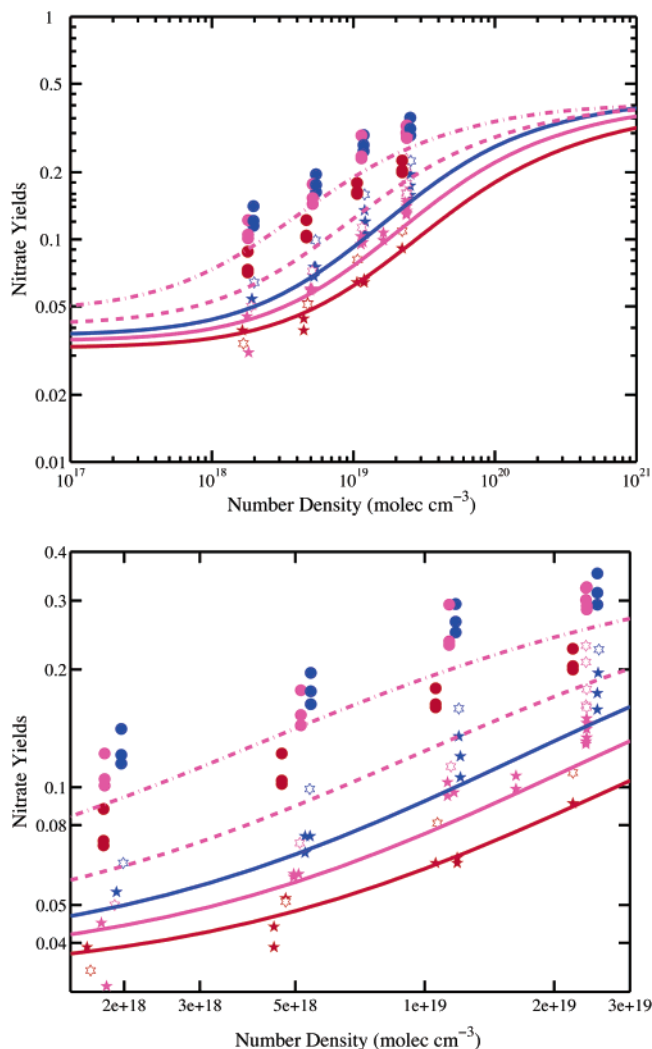 1
0.5
0.2
0.1
0.05
0.02
0.01
Nitrate Yields
10^17 10^18 10^19 10^20 10^21
Number Density (molec cm^−3)
0.4
0.3
0.2
0.1
0.08
0.05
0.04
Nitrate Yields
2e+18 3e+18 5e+18 1e+19 2e+19 3e+19
Number Density (molec cm^−3)